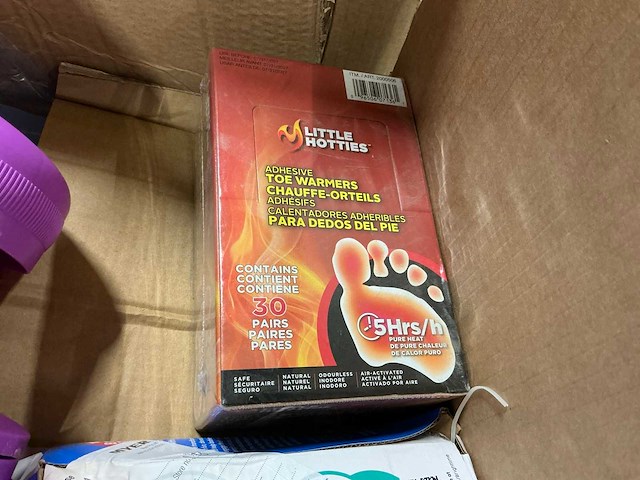 LITTLE
HOTTIES
ADHESIVE
TOE WARMERS
CHAUFFE-ORTEILS
ADHÉSIFS
CALENTADORES ADHERIBLES
PARA DEDOS DEL PIE
CONTAINS
CONTIENT
CONTIENE
30
PAIRS
PAIRES
PARES
5Hrs/h
PURE HEAT
DE PURE CHALEUR
DE CALOR PURO
SAFE
SÉCURITAIRE
SEGURO
NATURAL
NATUREL
NATURAL
ODOURLESS
INODORE
INODORO
AIR-ACTIVATED
ACTIVÉ À L'AIR
ACTIVADO POR AIRE